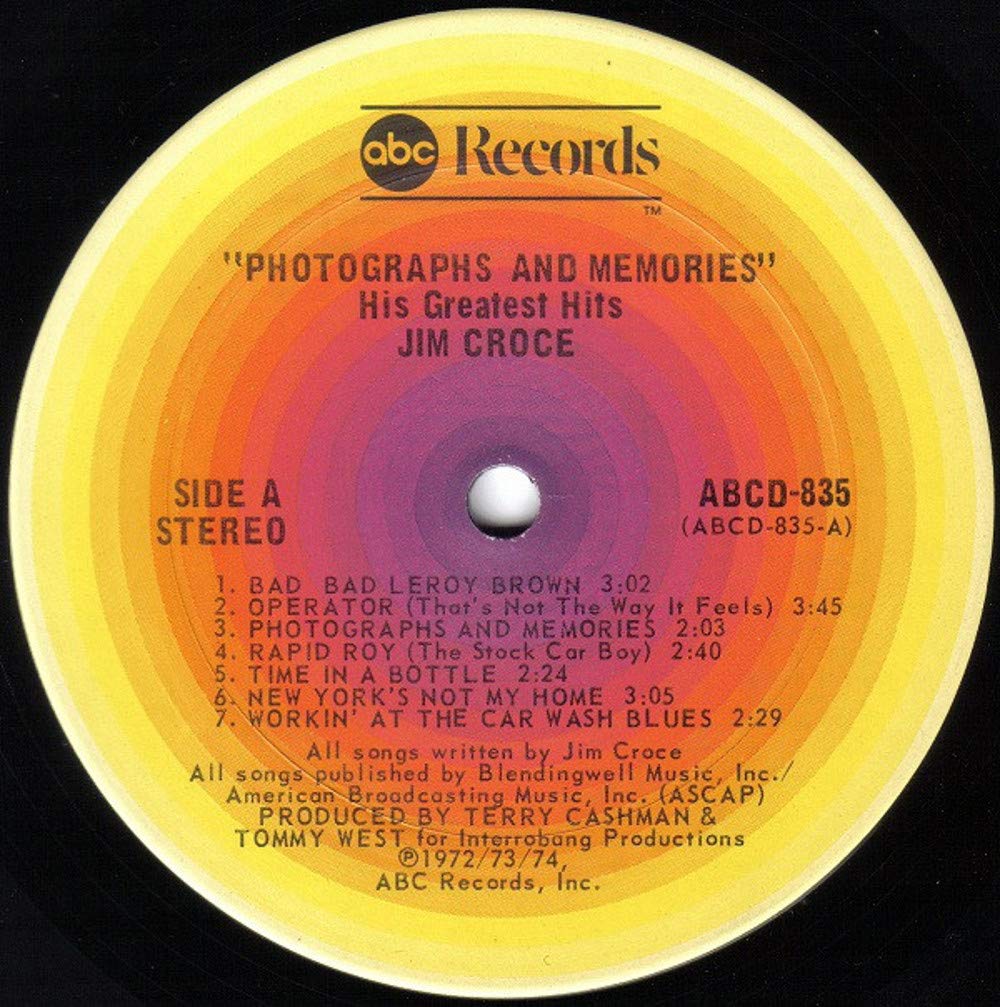 abc Records
TM
"PHOTOGRAPHS AND MEMORIES"
His Greatest Hits
JIM CROCE
SIDE A
STEREO
ABCD-835
(ABCD-835-A)
1. BAD BAD LEROY BROWN 3:02
2. OPERATOR (That's Not The Way It Feels) 3:45
3. PHOTOGRAPHS AND MEMORIES 2:03
4. RAPID ROY (The Stock Car Boy) 2:40
5. TIME IN A BOTTLE 2:24
6. NEW YORK'S NOT MY HOME 3:05
7. WORKIN' AT THE CAR WASH BLUES 2:29
All songs written by Jim Croce
All songs published by Blendingwell Music, Inc./
American Broadcasting Music, Inc. (ASCAP)
PRODUCED BY TERRY CASHMAN &
TOMMY WEST for Interrobang Productions
℗1972/73/74,
ABC Records, Inc.